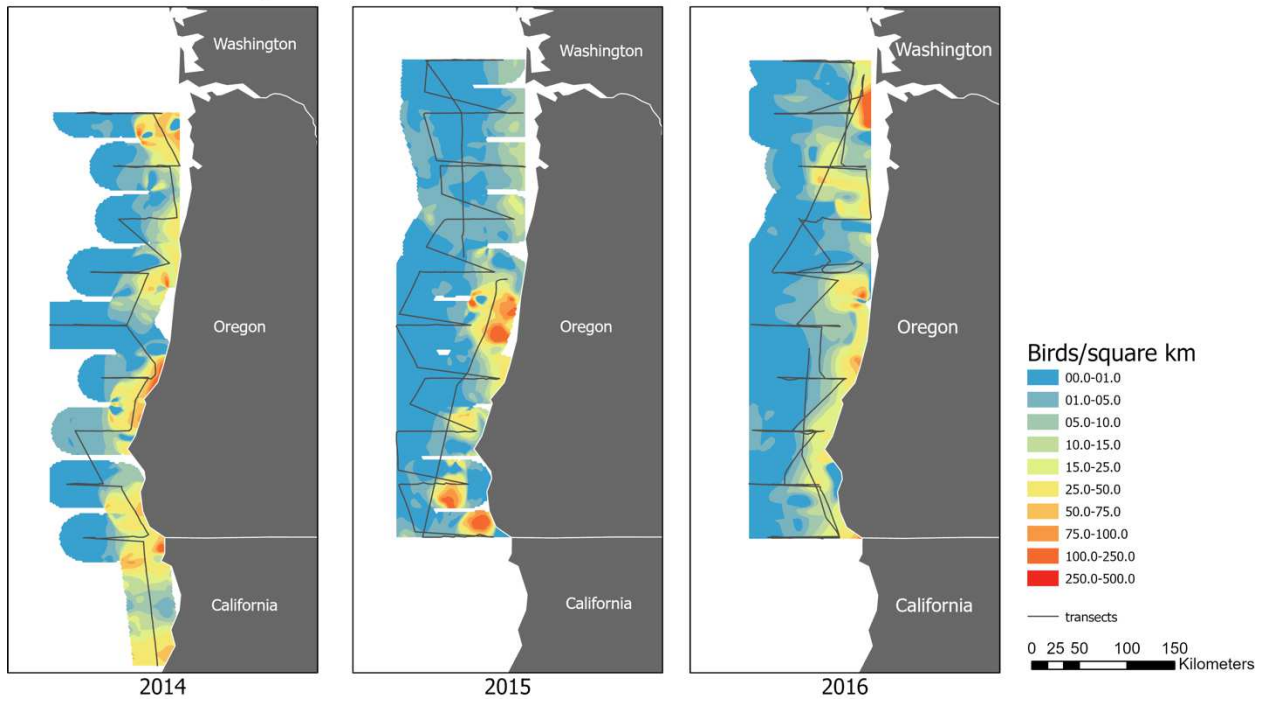 Washington
Oregon
California
2014
Washington
Oregon
California
2015
Washington
Oregon
California
2016
Birds/square km
00.0-01.0
01.0-05.0
05.0-10.0
10.0-15.0
15.0-25.0
25.0-50.0
50.0-75.0
75.0-100.0
100.0-250.0
250.0-500.0
transects
0 25 50 100 150
Kilometers